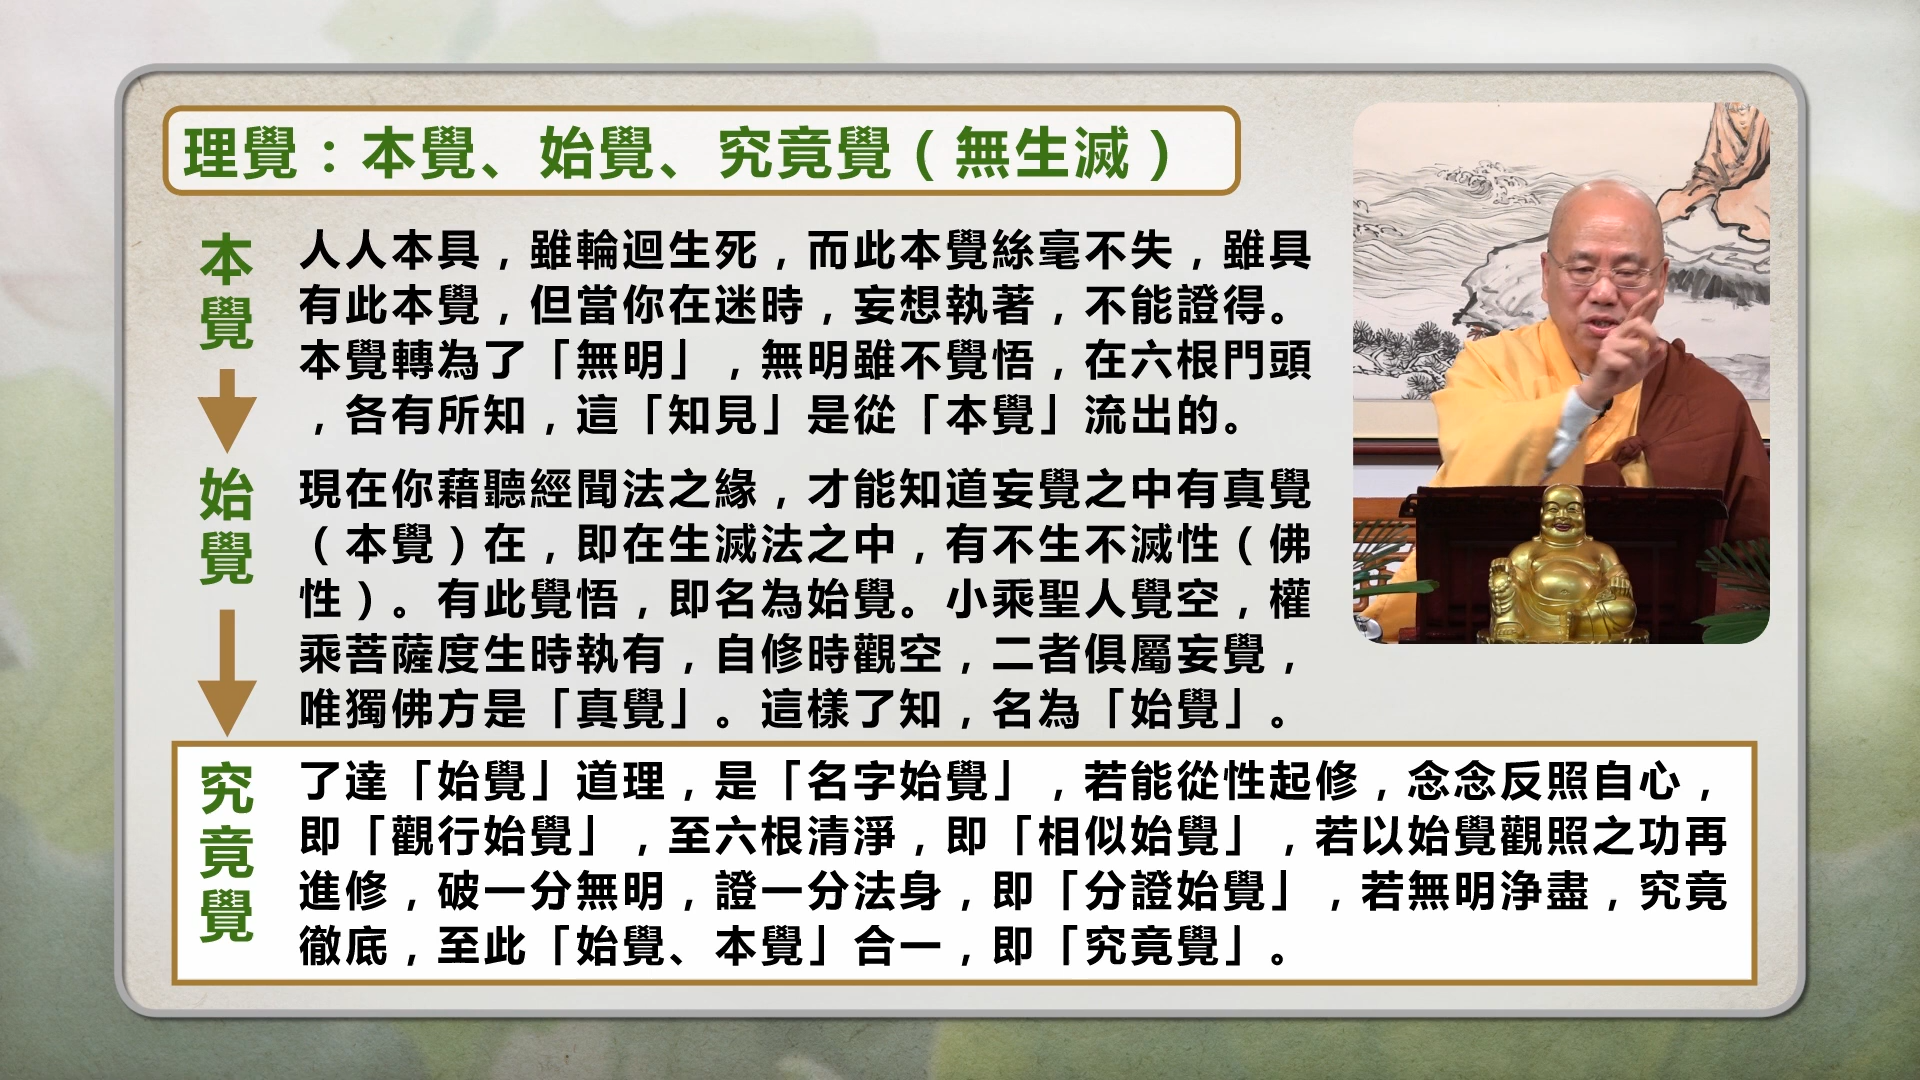 理覺：本覺、始覺、究竟覺（無生滅）
本覺
人人本具，雖輪迴生死，而此本覺絲毫不失，雖具
有此本覺，但當你在迷時，妄想執著，不能證得。
本覺轉為了「無明」，無明雖不覺悟，在六根門頭
，各有所知，這「知見」是從「本覺」流出的。
始覺
現在你藉聽經聞法之緣，才能知道妄覺之中有真覺
（本覺）在，即在生滅法之中，有不生不滅性（佛
性）。有此覺悟，即名為始覺。小乘聖人覺空，權
乘菩薩度生時執有，自修時觀空，二者俱屬妄覺，
唯獨佛方是「真覺」。這樣了知，名為「始覺」。
究竟覺
了達「始覺」道理，是「名字始覺」，若能從性起修，念念反照自心，
即「觀行始覺」，至六根清淨，即「相似始覺」，若以始覺觀照之功再
進修，破一分無明，證一分法身，即「分證始覺」，若無明浄盡，究竟
徹底，至此「始覺、本覺」合一，即「究竟覺」。